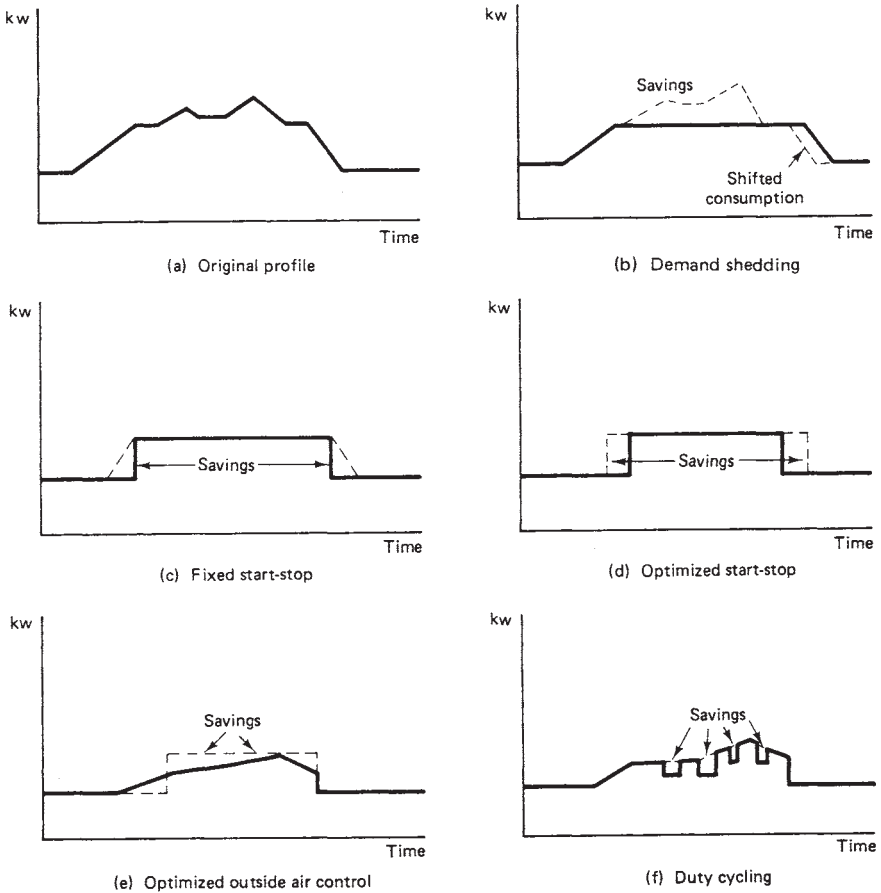 kw
Time
(a) Original profile
kw
Savings
Shifted
consumption
Time
(b) Demand shedding
kw
Savings
Time
(c) Fixed start-stop
kw
Savings
Time
(d) Optimized start-stop
kw
Savings
Time
(e) Optimized outside air control
kw
Savings
Time
(f) Duty cycling